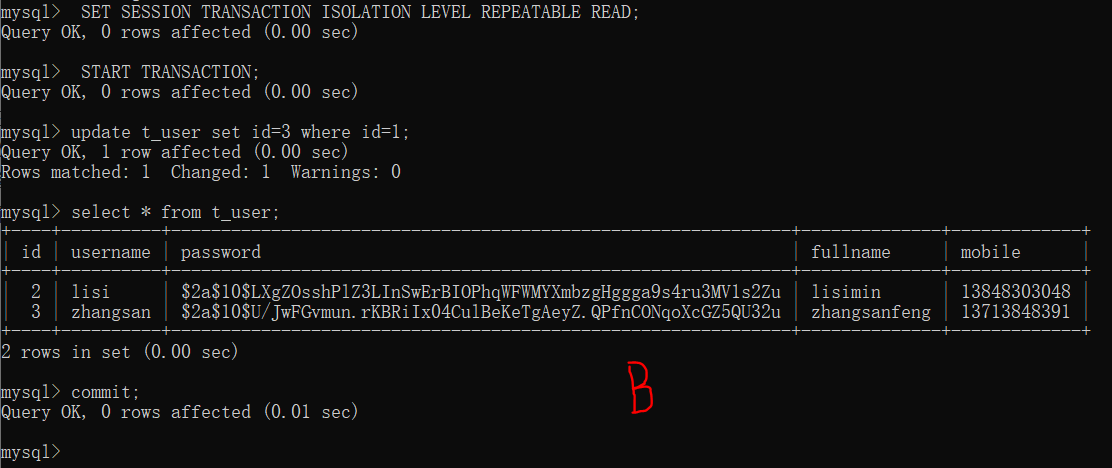 mysql>  SET SESSION TRANSACTION ISOLATION LEVEL REPEATABLE READ;
Query OK, 0 rows affected (0.00 sec)
mysql>  START TRANSACTION;
Query OK, 0 rows affected (0.00 sec)
mysql> update t_user set id=3 where id=1;
Query OK, 1 row affected (0.00 sec)
Rows matched: 1  Changed: 1  Warnings: 0
mysql> select * from t_user;
| id | username | password | fullname | mobile |
| 2 | lisi | $2a$10$LXgZOsshPlZ3LInSwErBIOPhqWFWMYXmbzgHggga9s4ru3MV1s2Zu | lisimin | 13848303048 |
| 3 | zhangsan | $2a$10$U/JwFGvmun.rKBRiIx04CulBeKeTgAeyZ.QPfnCONqoXcGZ5QU32u | zhangsanfeng | 13713848391 |
2 rows in set (0.00 sec)
B
mysql> commit;
Query OK, 0 rows affected (0.01 sec)
mysql>